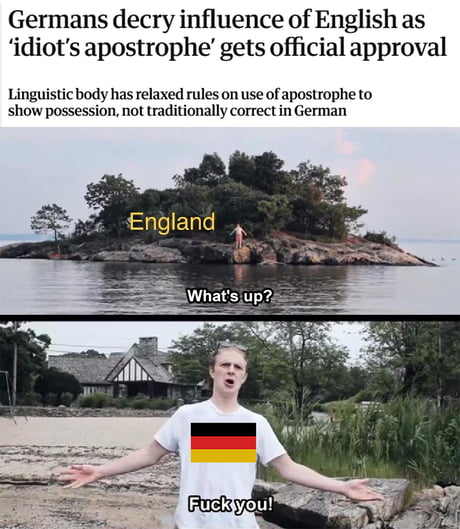 Germans decry influence of English as
‘idiot’s apostrophe’ gets official approval
Linguistic body has relaxed rules on use of apostrophe to
show possession, not traditionally correct in German
England
What's up?
Fuck you!